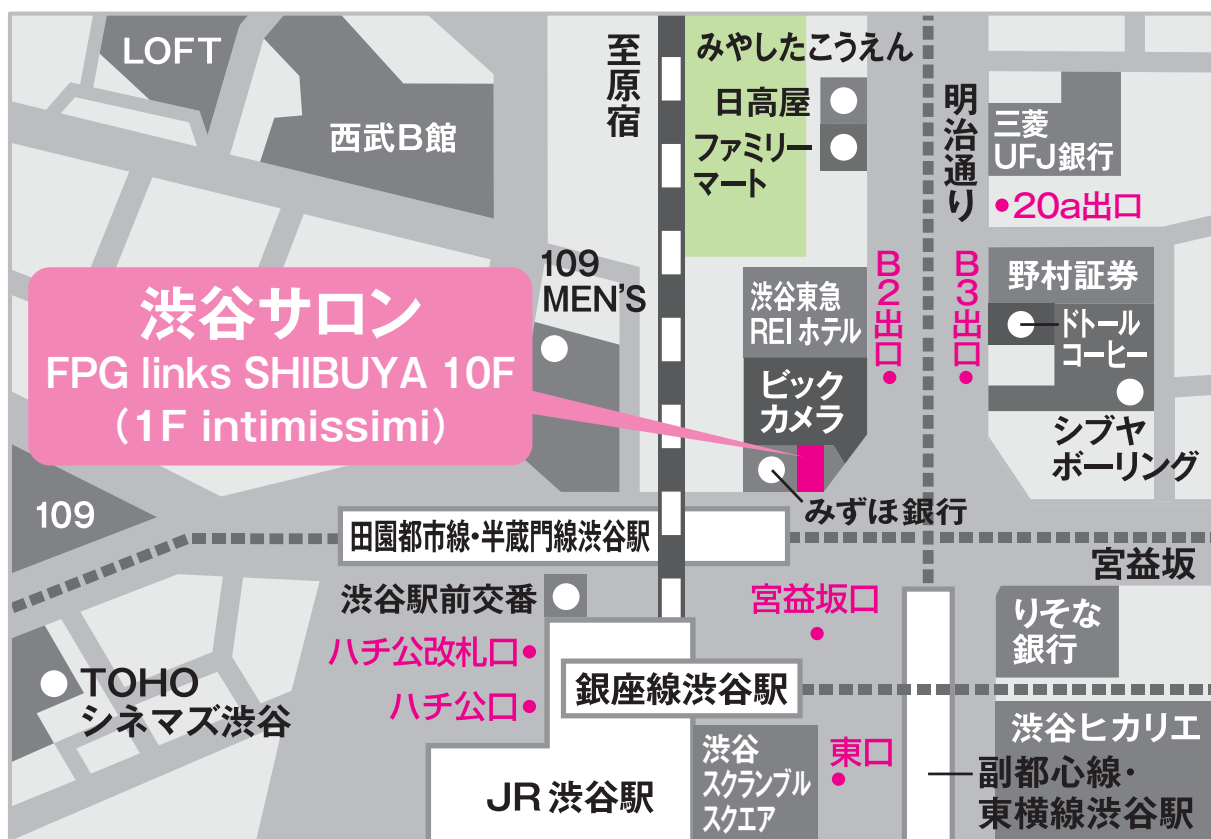 LOFT
西武B館
至原宿
みやしたこうえん
日高屋
ファミリー
マート
明治通り
三菱
UFJ銀行
20a出口
109
MEN'S
渋谷サロン
FPG links SHIBUYA 10F
(1F intimissimi)
渋谷東急
REIホテル
B2出口
B3出口
野村証券
ドトール
コーヒー
ビック
カメラ
シブヤ
ボーリング
109
みずほ銀行
田園都市線・半蔵門線渋谷駅
宮益坂
渋谷駅前交番
宮益坂口
りそな
銀行
ハチ公改札口
ハチ公口
銀座線渋谷駅
TOHO
シネマズ渋谷
渋谷ヒカリエ
渋谷
スクランブル
スクエア
東口
JR渋谷駅
副都心線・
東横線渋谷駅